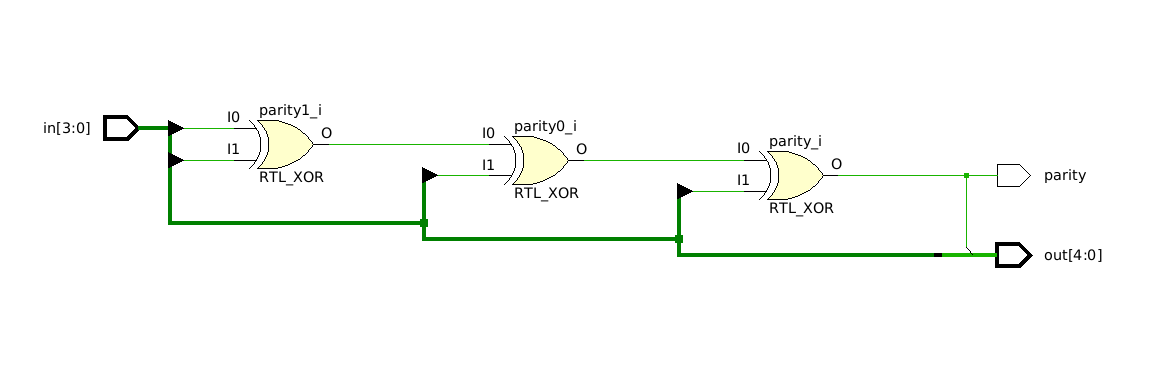 in[3:0]
parity1_i
I0
I1
O
RTL_XOR
parity0_i
I0
I1
O
RTL_XOR
parity_i
I0
I1
O
RTL_XOR
parity
out[4:0]